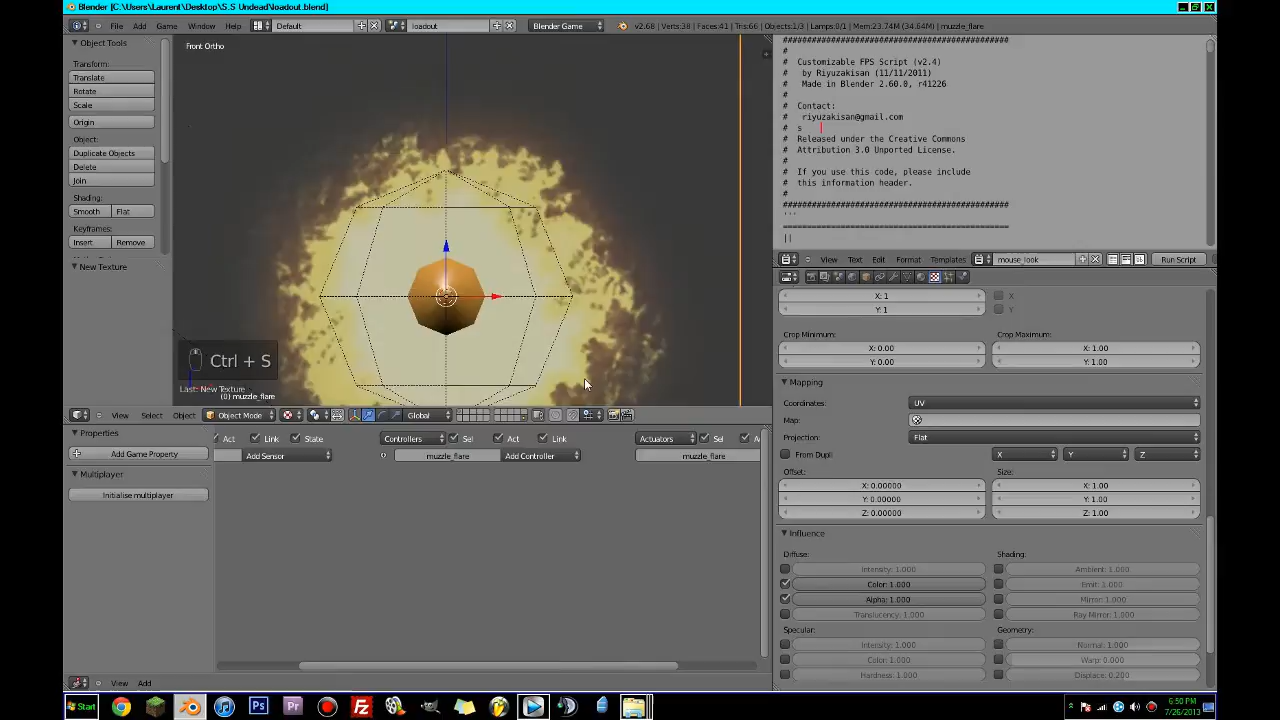 Blender [C:\Users\Laurent\Desktop\S.S Undead\loadout.blend]
File Add Game Window Help Default loadout Blender Game v2.68 | Verts:38 | Faces:41 | Tris:66 | Objects:1/3 | Lamps:0/1 | Mem:23.74M (34.64M) | muzzle_flare
Object Tools
Transform:
Translate
Rotate
Scale
Origin
Object:
Duplicate Objects
Delete
Join
Shading:
Smooth Flat
Keyframes:
Insert Remove
New Texture
Front Ortho
Ctrl + S
Last: New Texture
(0) muzzle_flare
View Select Object Object Mode Global
##############################################
#
# Customizable FPS Script (v2.4)
# by Riyuzakisan (11/11/2011)
# Made in Blender 2.60.0, r41226
#
# Contact:
# riyuzakisan@gmail.com
# s
# Released under the Creative Commons
# Attribution 3.0 Unported License.
#
# If you use this code, please include
# this information header.
#
##############################################
'''
==============================================
||
View Text Edit Format Templates mouse_look Run Script
X: 1 X
Y: 1 Y
Crop Minimum: Crop Maximum:
X: 0.00 X: 1.00
Y: 0.00 Y: 1.00
Mapping
Coordinates: UV
Map:
Projection: Flat
From Dupli X Y Z
Offset: Size:
X: 0.00000 X: 1.00
Y: 0.00000 Y: 1.00
Z: 0.00000 Z: 1.00
Influence
Diffuse: Shading:
Intensity: 1.000 Ambient: 1.000
Color: 1.000 Emit: 1.000
Alpha: 1.000 Mirror: 1.000
Translucency: 1.000 Ray Mirror: 1.000
Specular: Geometry:
Intensity: 1.000 Normal: 1.000
Color: 1.000 Warp: 0.000
Hardness: 1.000 Displace: 0.200
Properties
Add Game Property
Multiplayer
Initialise multiplayer
Act Link State Controllers Sel Act Link Actuators Sel
Add Sensor muzzle_flare Add Controller muzzle_flare
View Add
Start
6:50 PM
7/26/2013